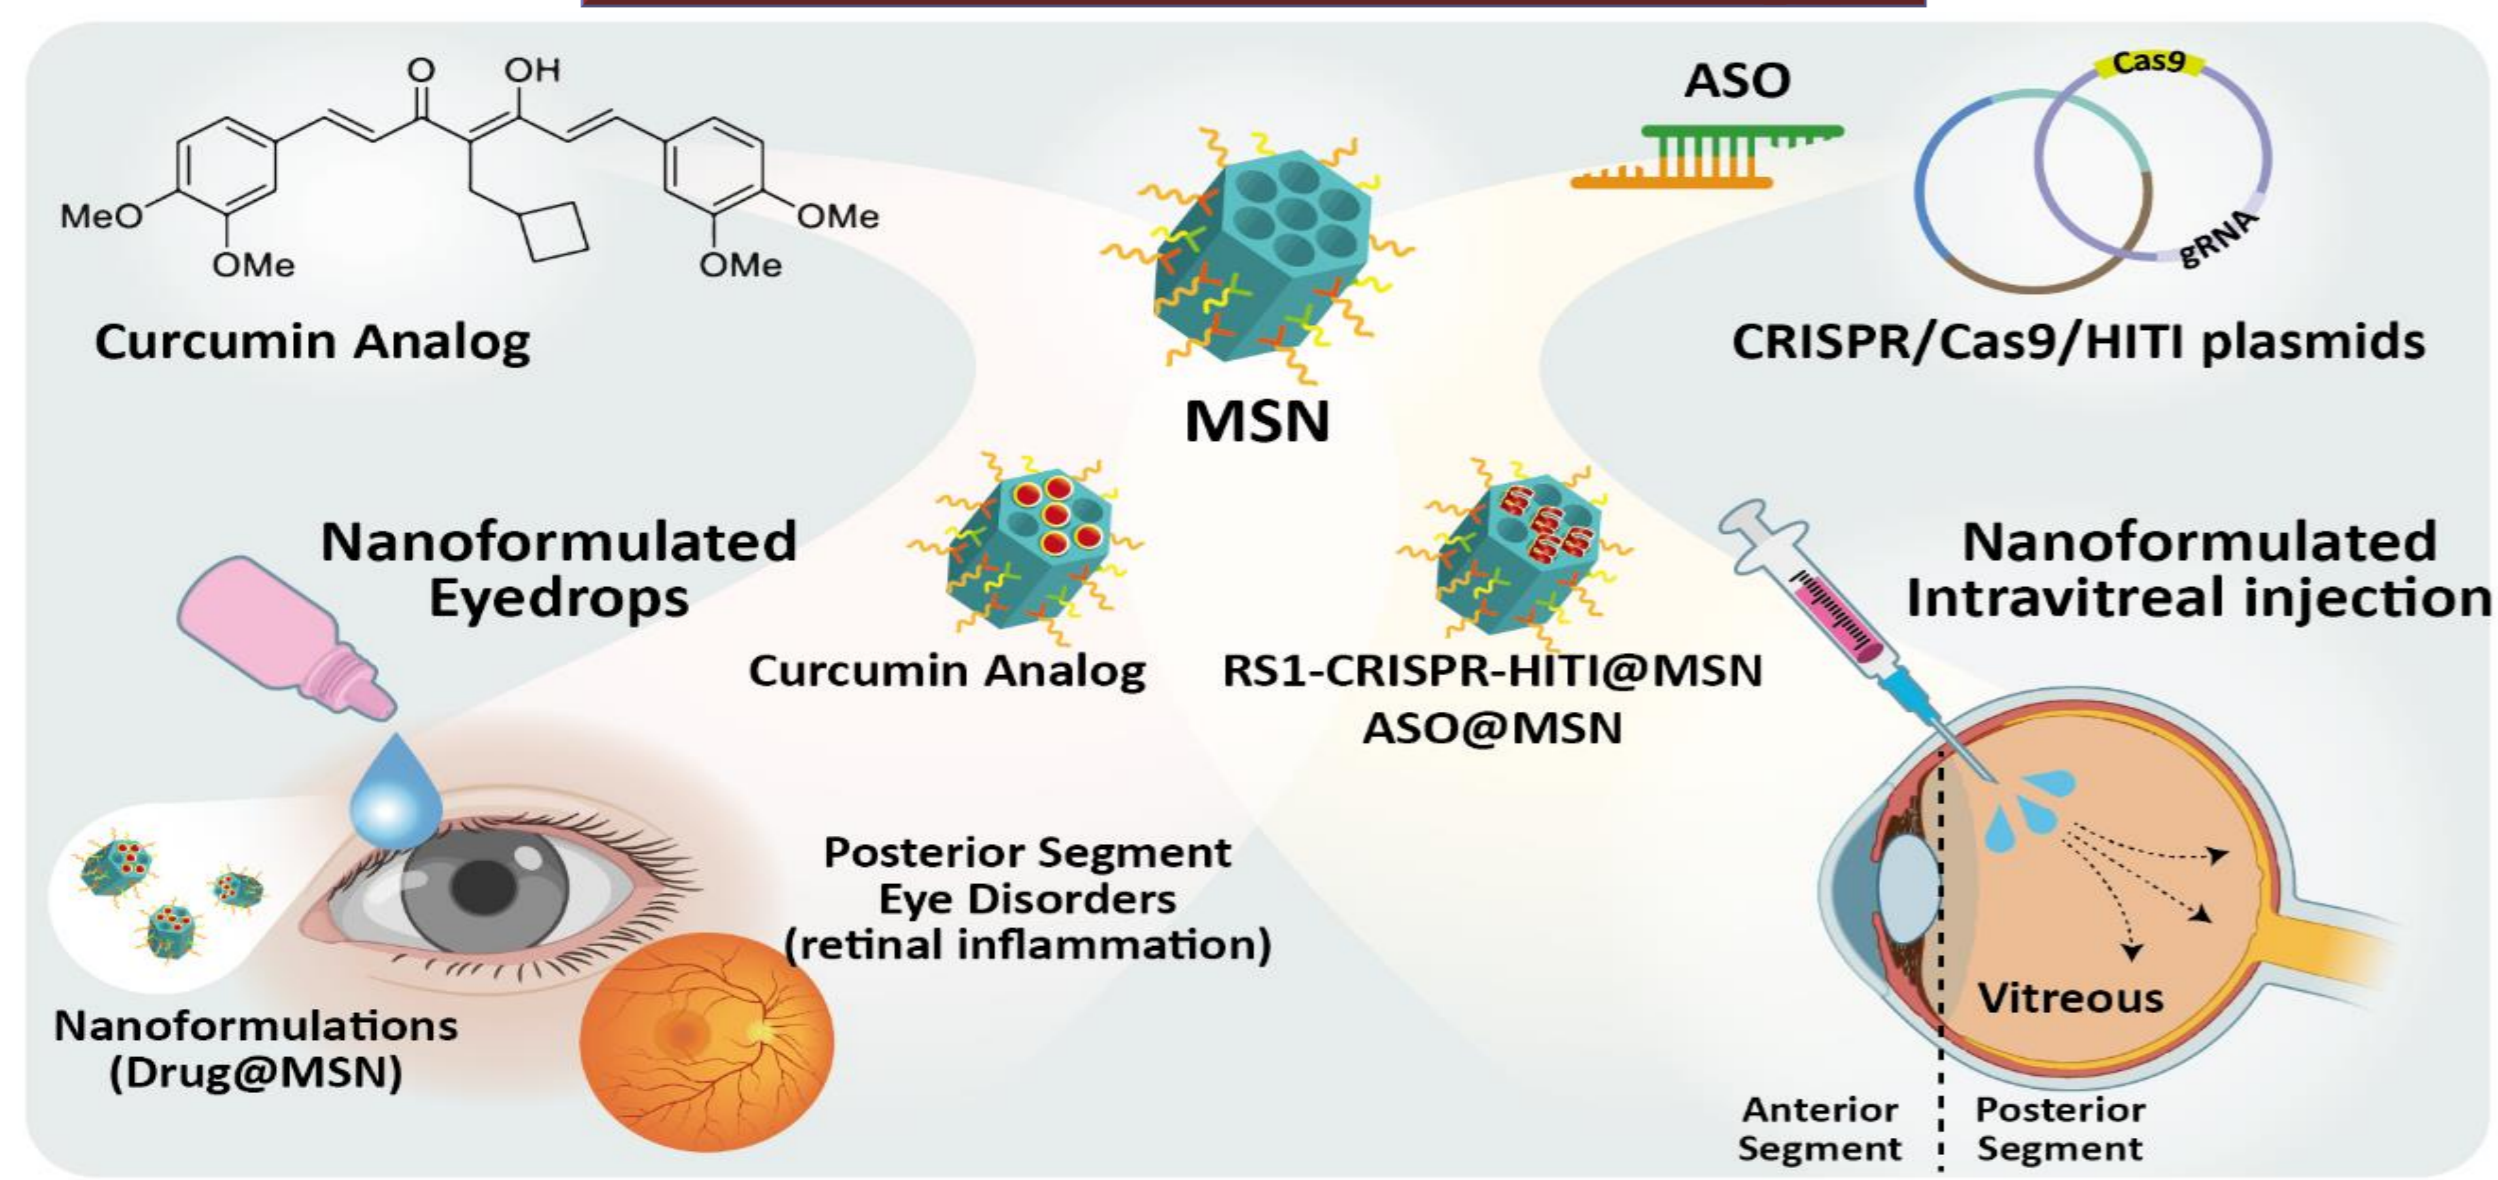 O
OH
MeO
OMe
OMe
OMe
Curcumin Analog
MSN
ASO
Cas9
gRNA
CRISPR/Cas9/HITI plasmids
Nanoformulated
Eyedrops
Curcumin Analog
RS1-CRISPR-HITI@MSN
ASO@MSN
Nanoformulated
Intravitreal injection
Nanoformulations
(Drug@MSN)
Posterior Segment
Eye Disorders
(retinal inflammation)
Vitreous
Anterior
Segment
Posterior
Segment